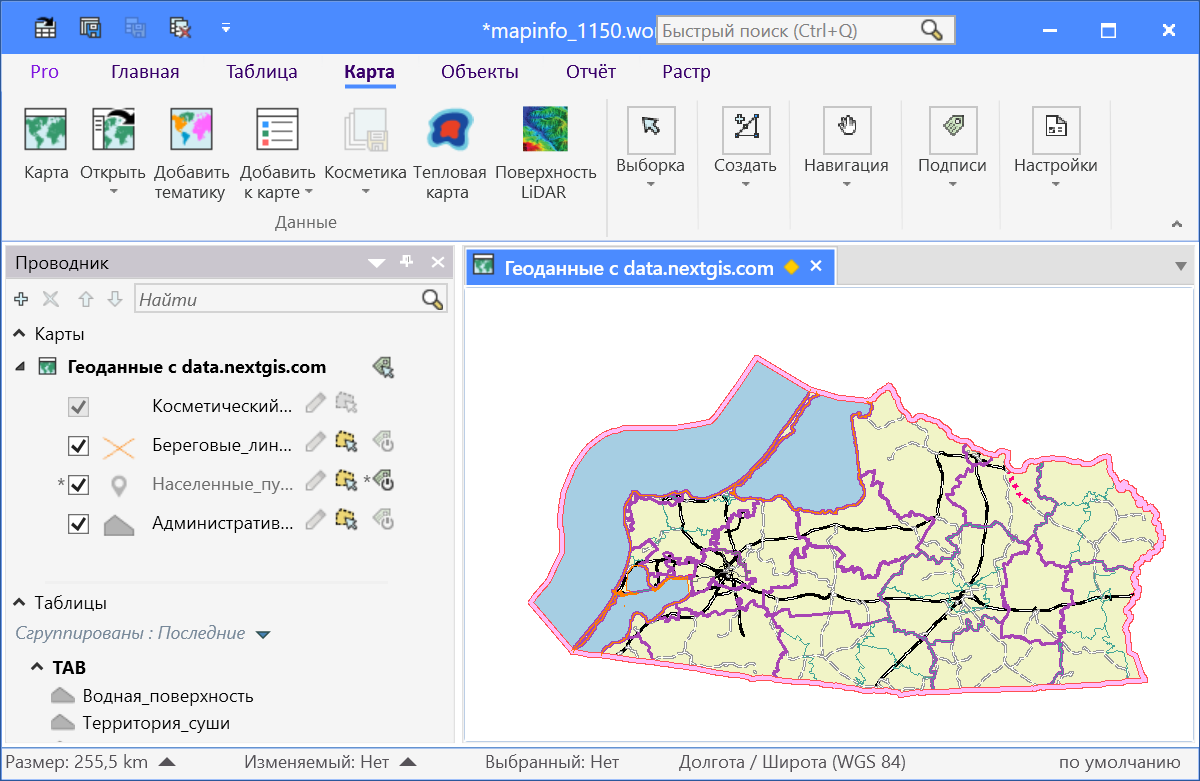 *mapinfo_1150.wor
Быстрый поиск (Ctrl+Q)
Pro Главная Таблица Карта Объекты Отчёт Растр
Карта Открыть Добавить тематику Добавить к карте Косметика Тепловая карта Поверхность LiDAR Выборка Создать Навигация Подписи Настройки
Данные
Проводник
Геоданные с data.nextgis.com
Найти
Карты
Геоданные с data.nextgis.com
Косметический...
Береговые_лин...
* Населенные_пу... *
Административ...
Таблицы
Сгруппированы : Последние
TAB
Водная_поверхность
Территория_суши
Размер: 255,5 km Изменяемый: Нет Выбранный: Нет Долгота / Широта (WGS 84) по умолчанию